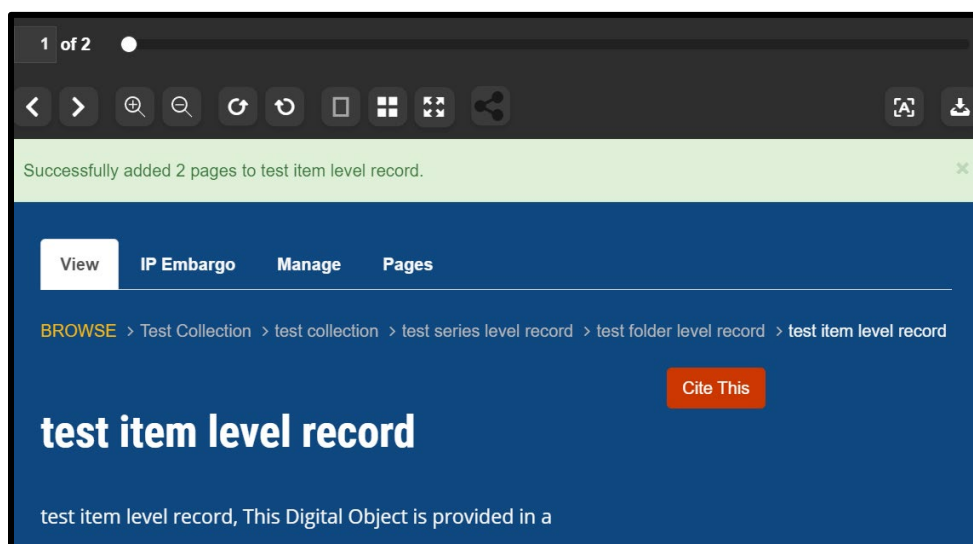 1 of 2
[A]
Successfully added 2 pages to test item level record.
×
View IP Embargo Manage Pages
BROWSE > Test Collection > test collection > test series level record > test folder level record > test item level record
Cite This
test item level record
test item level record, This Digital Object is provided in a